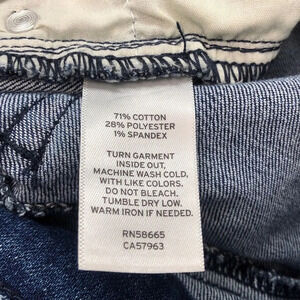 71% COTTON
28% POLYESTER
1% SPANDEX
TURN GARMENT
INSIDE OUT,
MACHINE WASH COLD,
WITH LIKE COLORS.
DO NOT BLEACH.
TUMBLE DRY LOW.
WARM IRON IF NEEDED.
RN58665
CA57963